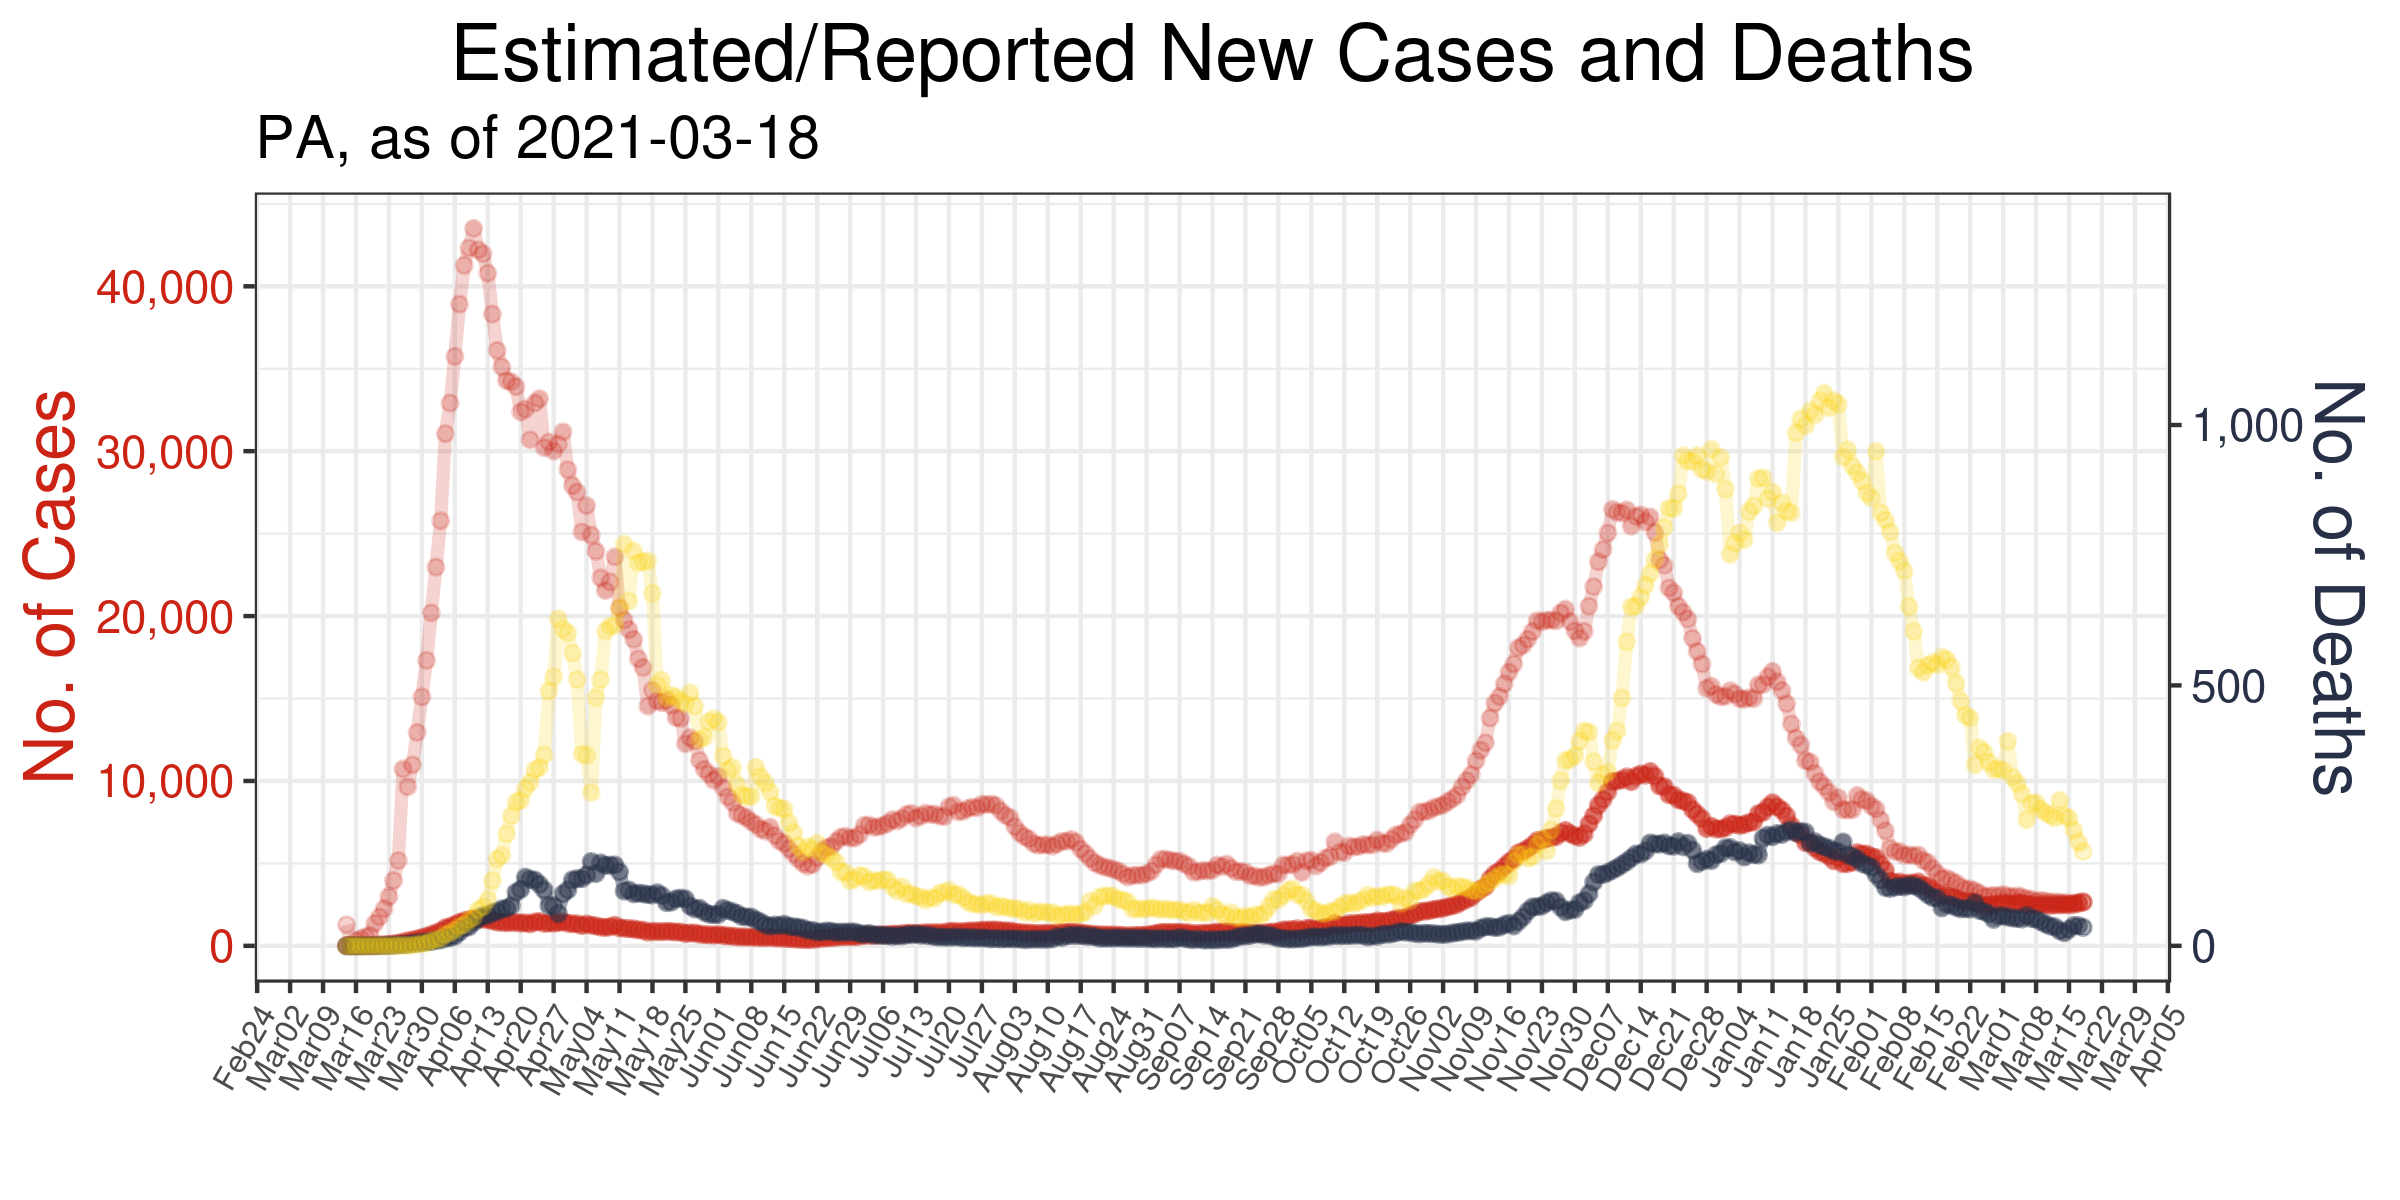 Estimated/Reported New Cases and Deaths
PA, as of 2021-03-18
No. of Cases
40,000
30,000
20,000
10,000
0
1,000
500
0
No. of Deaths
Feb24
Mar02
Mar09
Mar16
Mar23
Mar30
Apr06
Apr13
Apr20
Apr27
May04
May11
May18
May25
Jun01
Jun08
Jun15
Jun22
Jun29
Jul06
Jul13
Jul20
Jul27
Aug03
Aug10
Aug17
Aug24
Aug31
Sep07
Sep14
Sep21
Sep28
Oct05
Oct12
Oct19
Oct26
Nov02
Nov09
Nov16
Nov23
Nov30
Dec07
Dec14
Dec21
Dec28
Jan04
Jan11
Jan18
Jan25
Feb01
Feb08
Feb15
Feb22
Mar01
Mar08
Mar15
Mar22
Mar29
Apr05